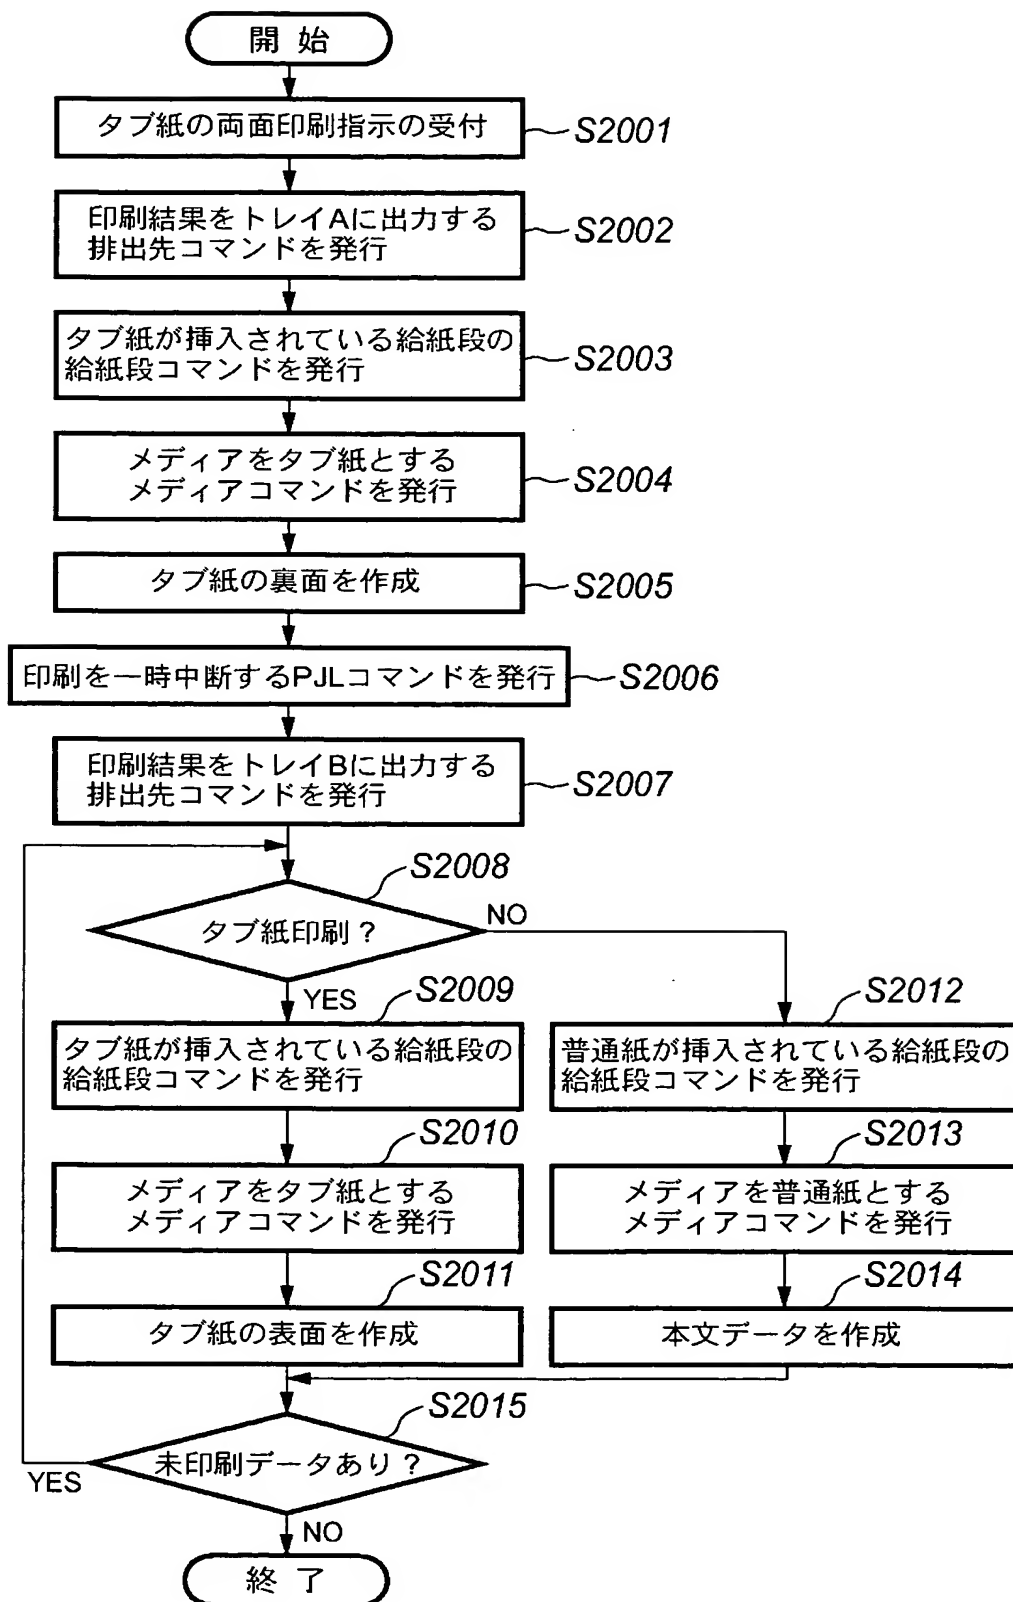 開始
タブ紙の両面印刷指示の受付
S2001
印刷結果をトレイAに出力する
排出先コマンドを発行
S2002
タブ紙が挿入されている給紙段の
給紙段コマンドを発行
S2003
メディアをタブ紙とする
メディアコマンドを発行
S2004
タブ紙の裏面を作成
S2005
印刷を一時中断するPJLコマンドを発行
S2006
印刷結果をトレイBに出力する
排出先コマンドを発行
S2007
S2008
タブ紙印刷?
NO
YES
S2009
タブ紙が挿入されている給紙段の
給紙段コマンドを発行
S2012
普通紙が挿入されている給紙段の
給紙段コマンドを発行
S2010
メディアをタブ紙とする
メディアコマンドを発行
S2013
メディアを普通紙とする
メディアコマンドを発行
S2011
タブ紙の表面を作成
S2014
本文データを作成
S2015
未印刷データあり?
YES
NO
終了